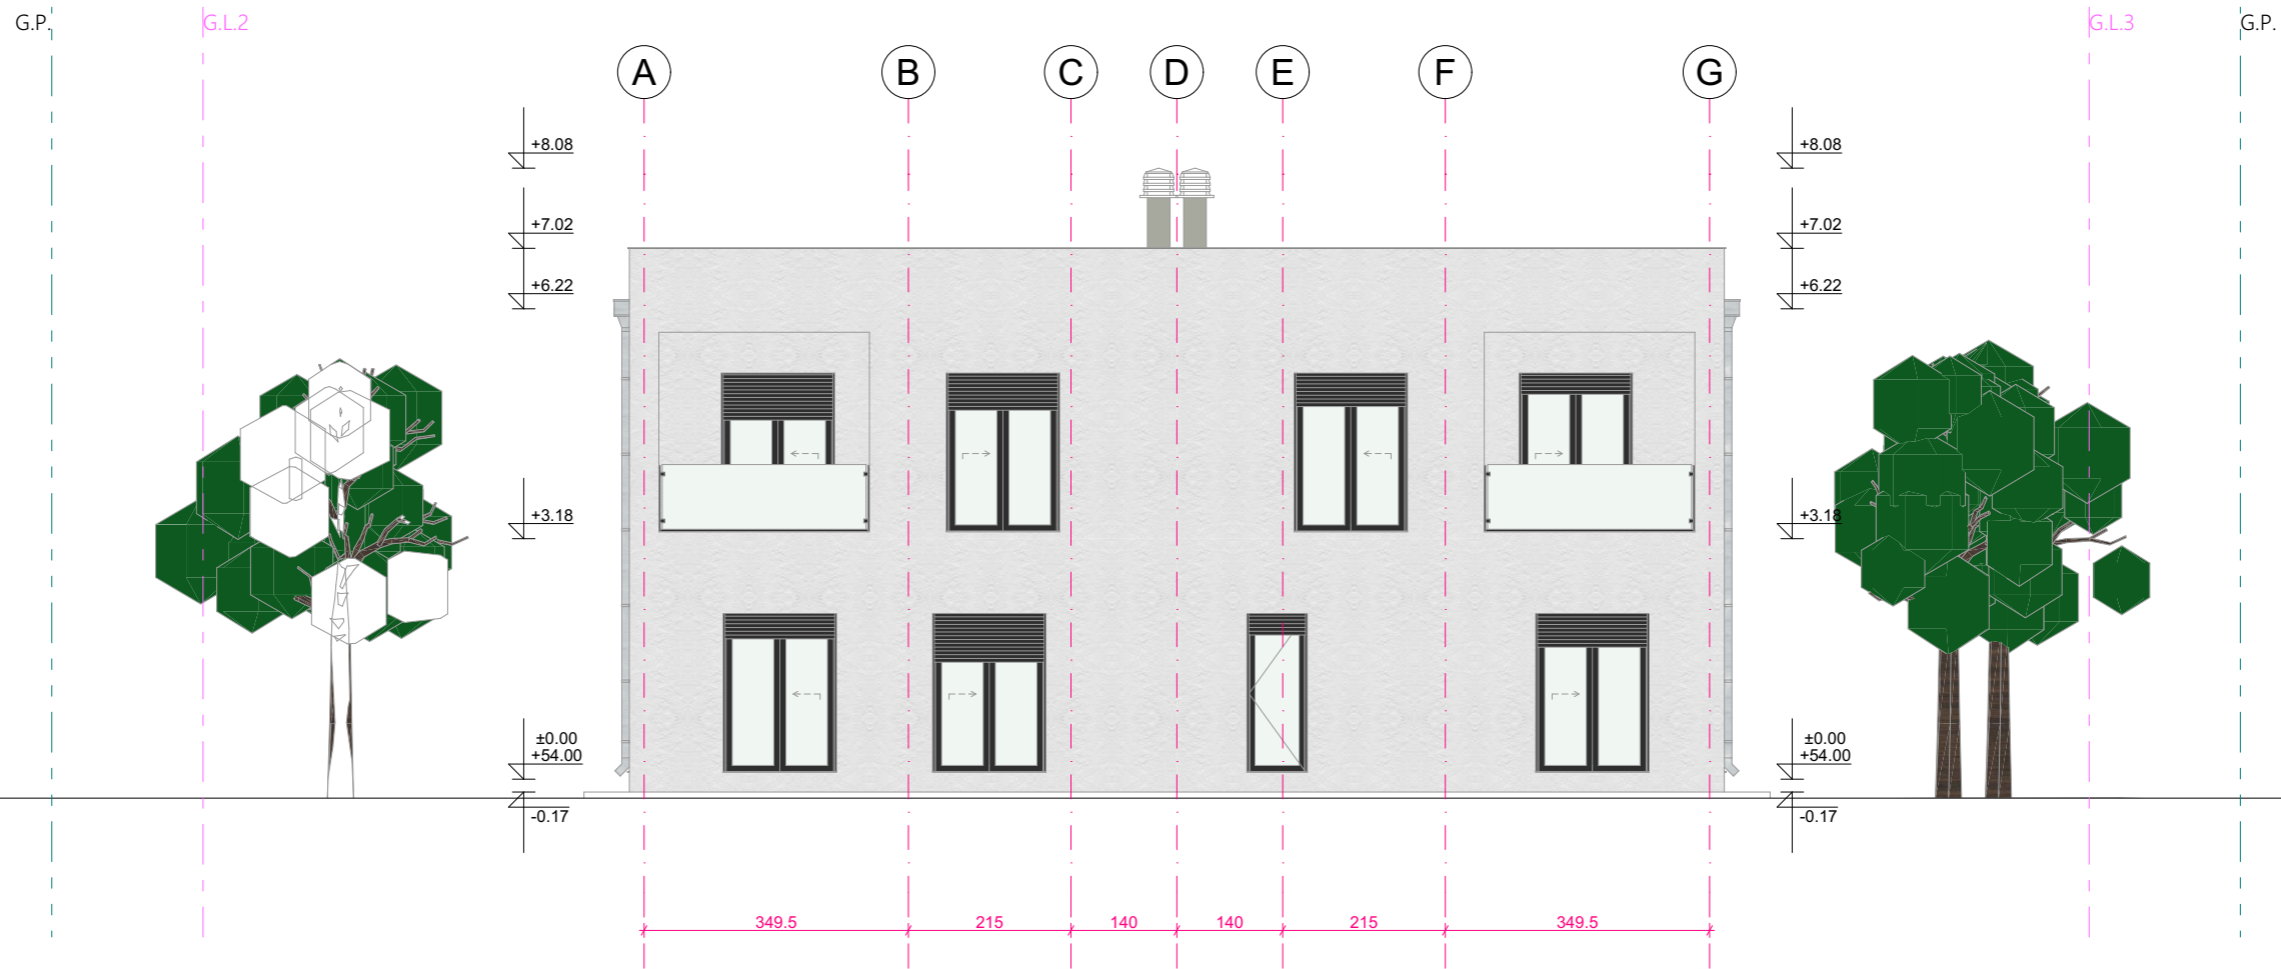 G.P.
G.L.2
G.L.3
G.P.
A
B
C
D
E
F
G
+8.08
+8.08
+7.02
+7.02
+6.22
+6.22
+3.18
+3.18
±0.00
+54.00
±0.00
+54.00
-0.17
-0.17
349.5
215
140
140
215
349.5